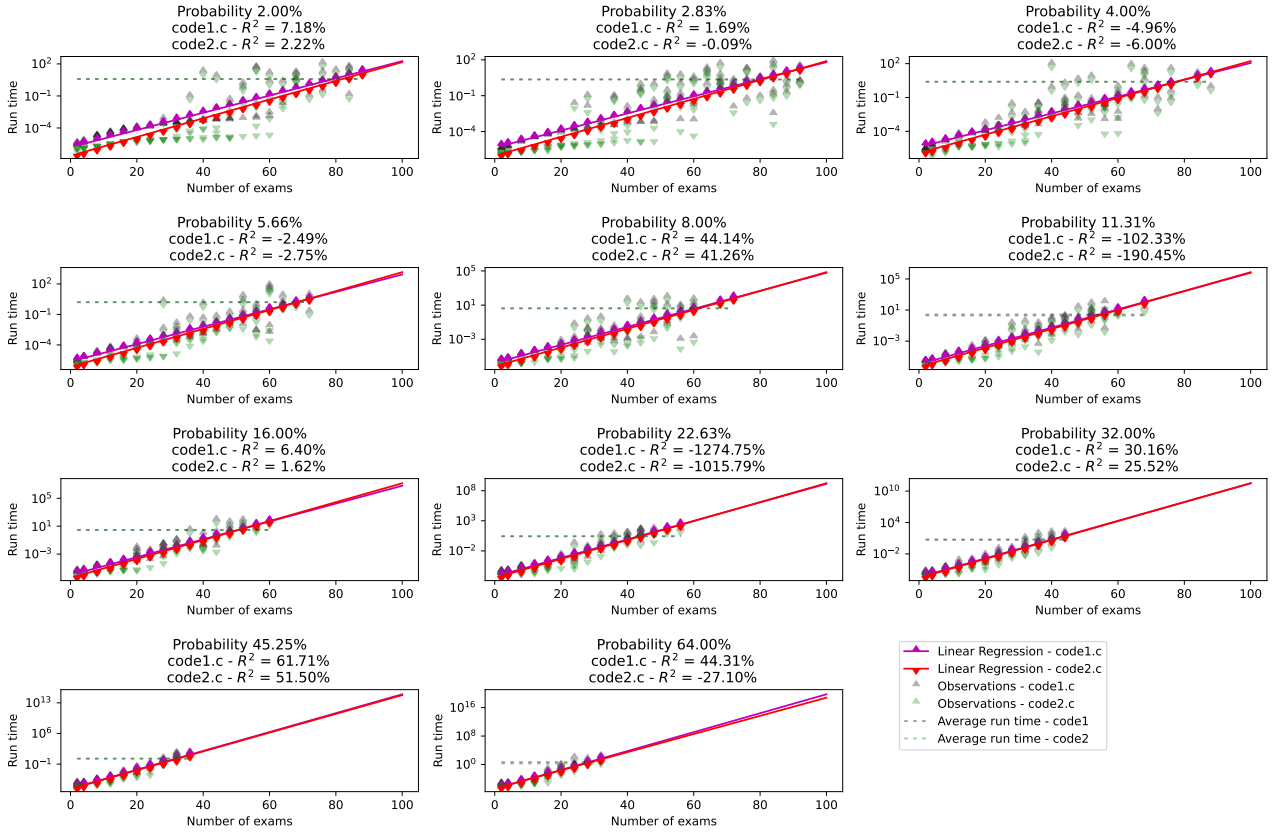 Probability 2.00%
code1.c - R² = 7.18%
code2.c - R² = 2.22%
10²
10⁻¹
10⁻⁴
Run time
0 20 40 60 80 100
Number of exams
Probability 2.83%
code1.c - R² = 1.69%
code2.c - R² = -0.09%
10²
10⁻¹
10⁻⁴
Run time
0 20 40 60 80 100
Number of exams
Probability 4.00%
code1.c - R² = -4.96%
code2.c - R² = -6.00%
10²
10⁻¹
10⁻⁴
Run time
0 20 40 60 80 100
Number of exams
Probability 5.66%
code1.c - R² = -2.49%
code2.c - R² = -2.75%
10²
10⁻¹
10⁻⁴
Run time
0 20 40 60 80 100
Number of exams
Probability 8.00%
code1.c - R² = 44.14%
code2.c - R² = 41.26%
10⁵
10¹
10⁻³
Run time
0 20 40 60 80 100
Number of exams
Probability 11.31%
code1.c - R² = -102.33%
code2.c - R² = -190.45%
10⁵
10¹
10⁻³
Run time
0 20 40 60 80 100
Number of exams
Probability 16.00%
code1.c - R² = 6.40%
code2.c - R² = 1.62%
10⁵
10¹
10⁻³
Run time
0 20 40 60 80 100
Number of exams
Probability 22.63%
code1.c - R² = -1274.75%
code2.c - R² = -1015.79%
10⁸
10³
10⁻²
Run time
0 20 40 60 80 100
Number of exams
Probability 32.00%
code1.c - R² = 30.16%
code2.c - R² = 25.52%
10¹⁰
10⁴
10⁻²
Run time
0 20 40 60 80 100
Number of exams
Probability 45.25%
code1.c - R² = 61.71%
code2.c - R² = 51.50%
10¹³
10⁶
10⁻¹
Run time
0 20 40 60 80 100
Number of exams
Probability 64.00%
code1.c - R² = 44.31%
code2.c - R² = -27.10%
10¹⁶
10⁸
10⁰
Run time
0 20 40 60 80 100
Number of exams
Linear Regression - code1.c
Linear Regression - code2.c
Observations - code1.c
Observations - code2.c
Average run time - code1
Average run time - code2